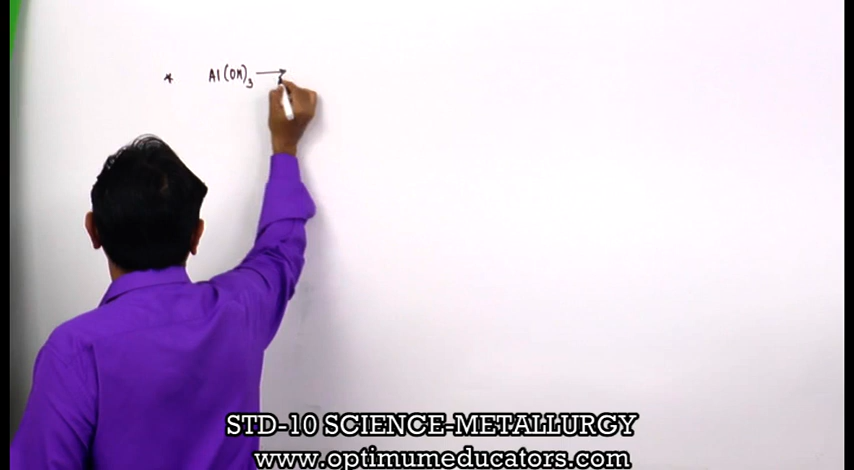 * Al(OH)₃ →
STD-10 SCIENCE-METALLURGY
www.optimumeducators.com